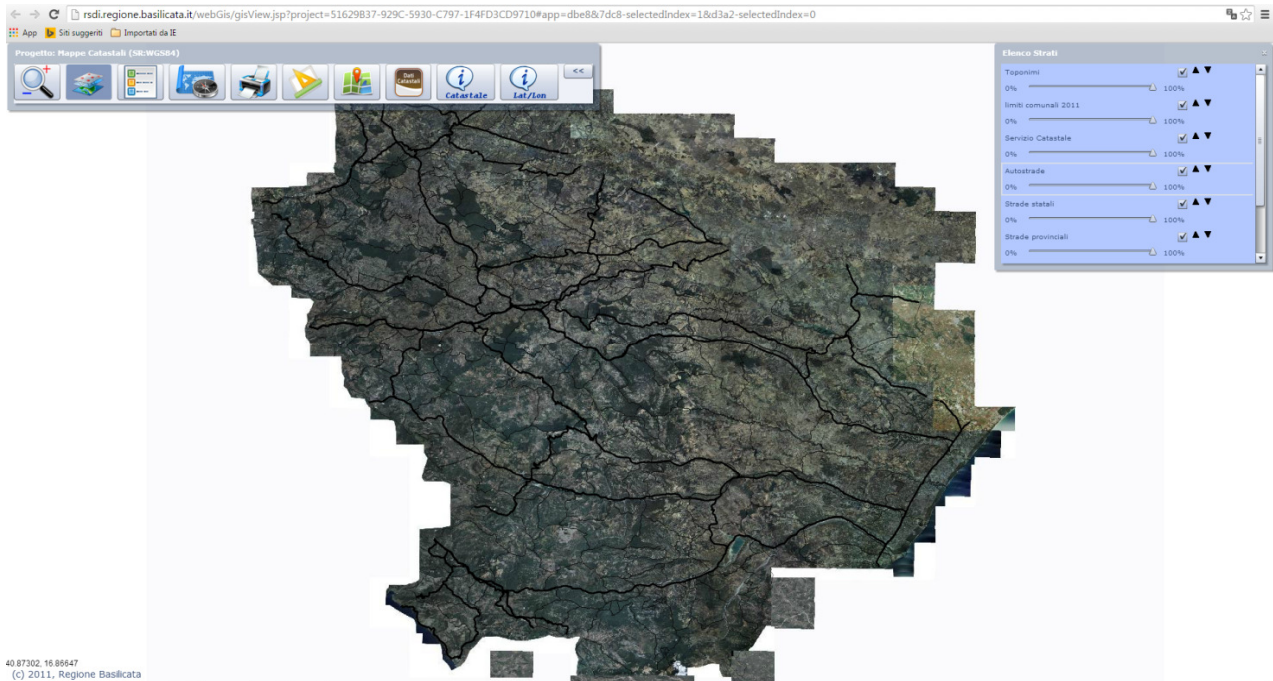 rsdi.regione.basilicata.it/webGis/gisView.jsp?project=51629B37-929C-5930-C797-1F4FD3CD9710#app=dbe8&7dc8-selectedIndex=1&d3a2-selectedIndex=0
App Siti suggeriti Importati da IE
Progetto: Mappe Catastali (SR:WGS84)
Dati Catastali
Catastale
Lat/Lon
<<
Elenco Strati
Toponimi
0% 100%
limiti comunali 2011
0% 100%
Servizio Catastale
0% 100%
Autostrade
0% 100%
Strade statali
0% 100%
Strade provinciali
0% 100%
40.87302, 16.86647
(c) 2011, Regione Basilicata